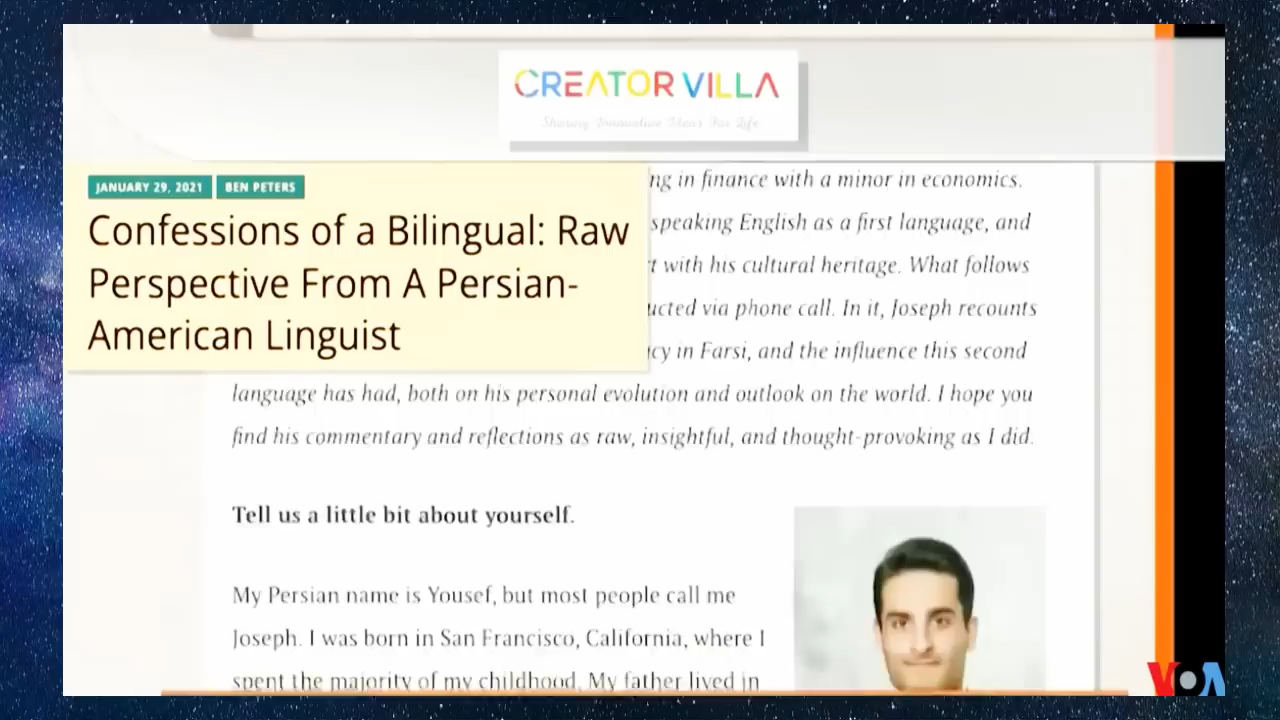 CREATOR VILLA
Sharing Innovative Ideas For Life
JANUARY 29, 2021 BEN PETERS
Confessions of a Bilingual: Raw
Perspective From A Persian-
American Linguist
in finance with a minor in economics.
speaking English as a first language, and
with his cultural heritage. What follows
via phone call. In it, Joseph recounts
in Farsi, and the influence this second
language has had, both on his personal evolution and outlook on the world. I hope you
find his commentary and reflections as raw, insightful, and thought-provoking as I did.
Tell us a little bit about yourself.
My Persian name is Yousef, but most people call me
Joseph. I was born in San Francisco, California, where I
spent the majority of my childhood. My father lived in
VOA